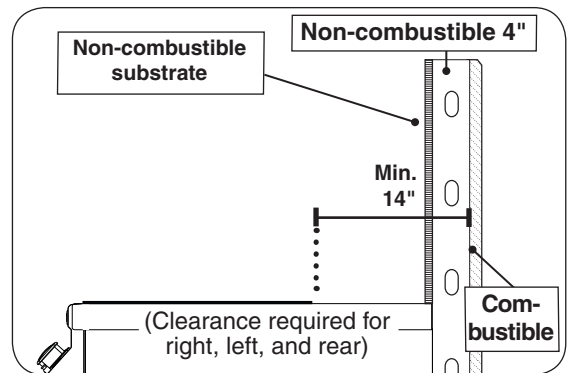 Non-combustible
substrate
Non-combustible 4"
Min.
14"
Com-
bustible
(Clearance required for
right, left, and rear)